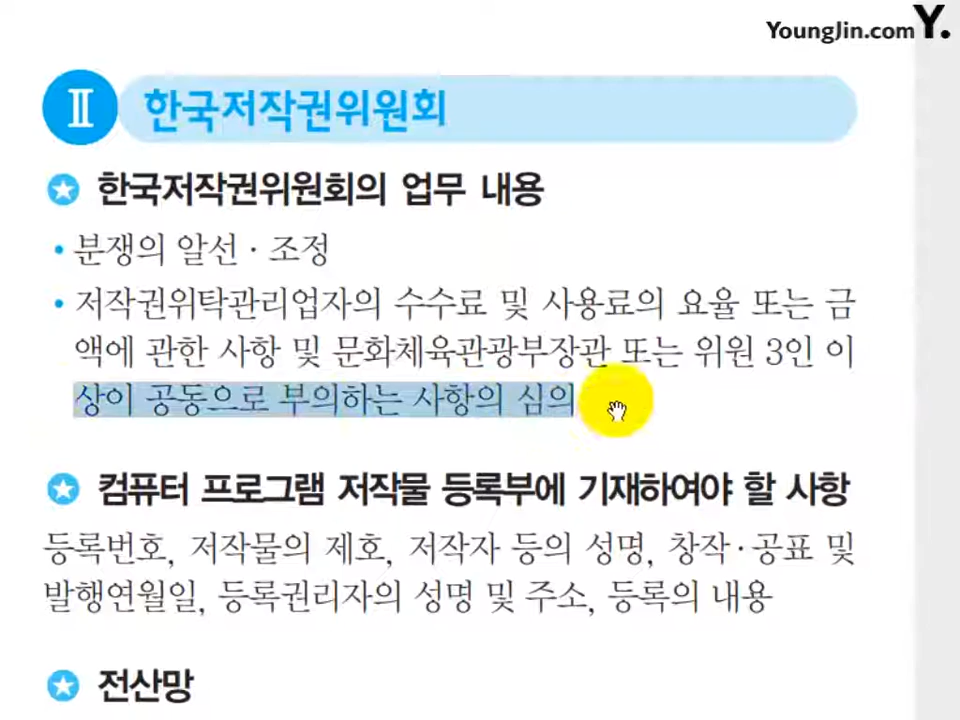 YoungJin.com Y.
Ⅱ 한국저작권위원회
한국저작권위원회의 업무 내용
• 분쟁의 알선 · 조정
• 저작권위탁관리업자의 수수료 및 사용료의 요율 또는 금
액에 관한 사항 및 문화체육관광부장관 또는 위원 3인 이
상이 공동으로 부의하는 사항의 심의
컴퓨터 프로그램 저작물 등록부에 기재하여야 할 사항
등록번호, 저작물의 제호, 저작자 등의 성명, 창작·공표 및
발행연월일, 등록권리자의 성명 및 주소, 등록의 내용
전산망